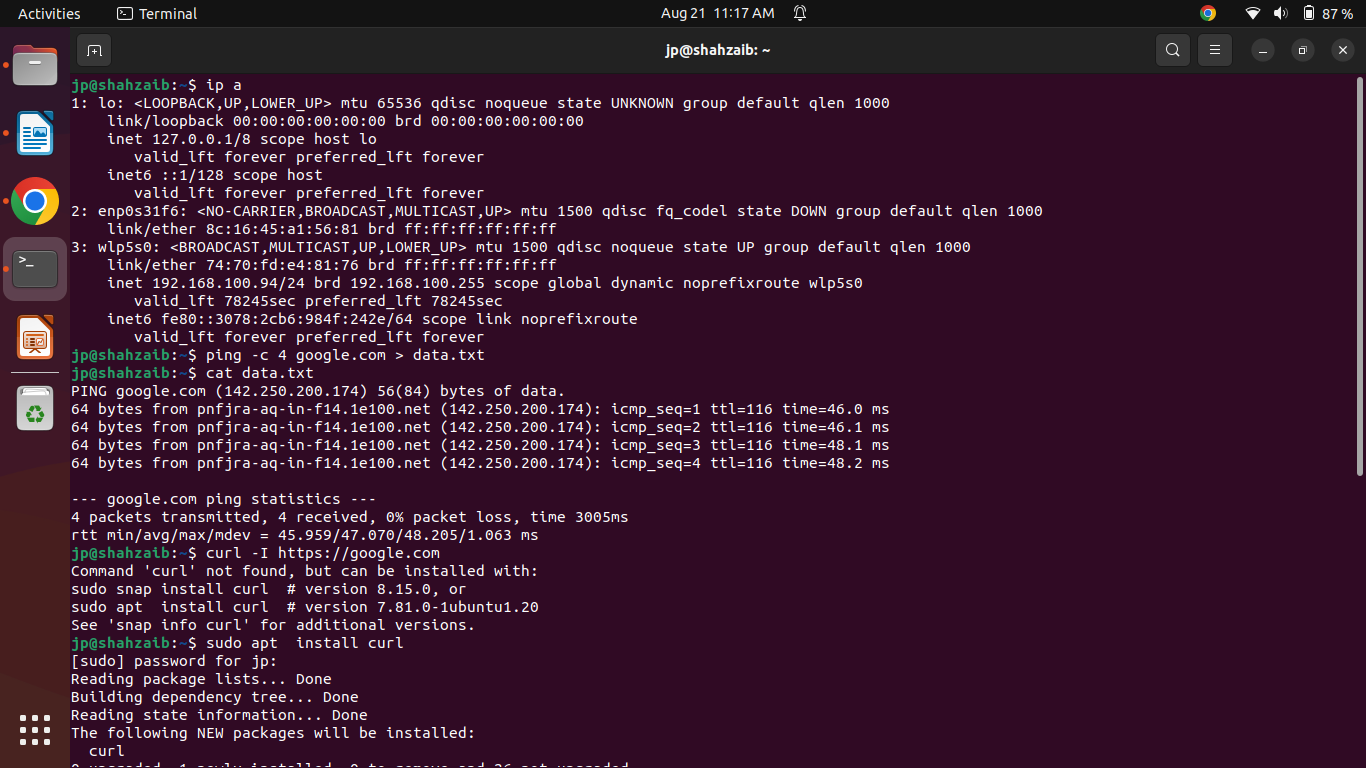 Activities
Terminal
Aug 21 11:17 AM
87 %
jp@shahzaib: ~
jp@shahzaib:~$ ip a
1: lo: <LOOPBACK,UP,LOWER_UP> mtu 65536 qdisc noqueue state UNKNOWN group default qlen 1000
    link/loopback 00:00:00:00:00:00 brd 00:00:00:00:00:00
    inet 127.0.0.1/8 scope host lo
       valid_lft forever preferred_lft forever
    inet6 ::1/128 scope host
       valid_lft forever preferred_lft forever
2: enp0s31f6: <NO-CARRIER,BROADCAST,MULTICAST,UP> mtu 1500 qdisc fq_codel state DOWN group default qlen 1000
    link/ether 8c:16:45:a1:56:81 brd ff:ff:ff:ff:ff:ff
3: wlp5s0: <BROADCAST,MULTICAST,UP,LOWER_UP> mtu 1500 qdisc noqueue state UP group default qlen 1000
    link/ether 74:70:fd:e4:81:76 brd ff:ff:ff:ff:ff:ff
    inet 192.168.100.94/24 brd 192.168.100.255 scope global dynamic noprefixroute wlp5s0
       valid_lft 78245sec preferred_lft 78245sec
    inet6 fe80::3078:2cb6:984f:242e/64 scope link noprefixroute
       valid_lft forever preferred_lft forever
jp@shahzaib:~$ ping -c 4 google.com > data.txt
jp@shahzaib:~$ cat data.txt
PING google.com (142.250.200.174) 56(84) bytes of data.
64 bytes from pnfjra-aq-in-f14.1e100.net (142.250.200.174): icmp_seq=1 ttl=116 time=46.0 ms
64 bytes from pnfjra-aq-in-f14.1e100.net (142.250.200.174): icmp_seq=2 ttl=116 time=46.1 ms
64 bytes from pnfjra-aq-in-f14.1e100.net (142.250.200.174): icmp_seq=3 ttl=116 time=48.1 ms
64 bytes from pnfjra-aq-in-f14.1e100.net (142.250.200.174): icmp_seq=4 ttl=116 time=48.2 ms

--- google.com ping statistics ---
4 packets transmitted, 4 received, 0% packet loss, time 3005ms
rtt min/avg/max/mdev = 45.959/47.070/48.205/1.063 ms
jp@shahzaib:~$ curl -I https://google.com
Command 'curl' not found, but can be installed with:
sudo snap install curl  # version 8.15.0, or
sudo apt  install curl  # version 7.81.0-1ubuntu1.20
See 'snap info curl' for additional versions.
jp@shahzaib:~$ sudo apt  install curl
[sudo] password for jp:
Reading package lists... Done
Building dependency tree... Done
Reading state information... Done
The following NEW packages will be installed:
  curl
0 upgraded, 1 newly installed, 0 to remove and 26 not upgraded.